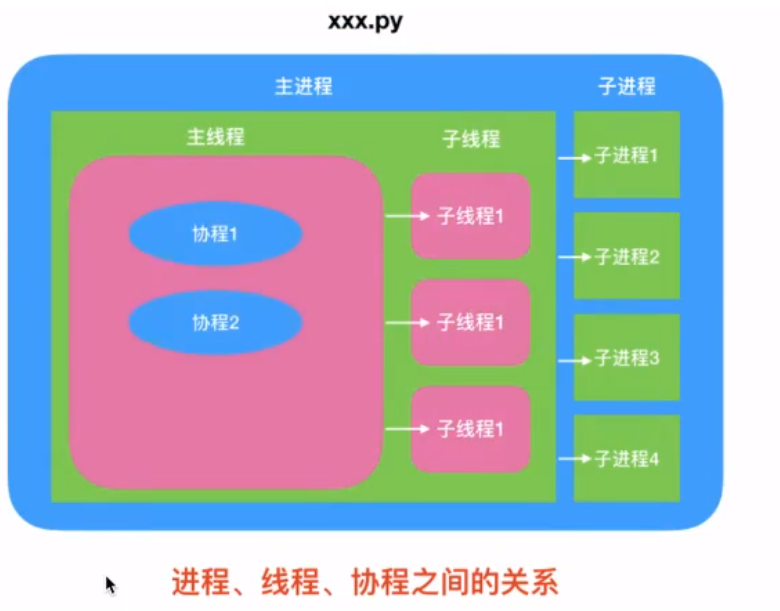 xxx.py
主进程
子进程
主线程
子线程
协程1
协程2
子线程1
子线程1
子线程1
子进程1
子进程2
子进程3
子进程4
进程、线程、协程之间的关系